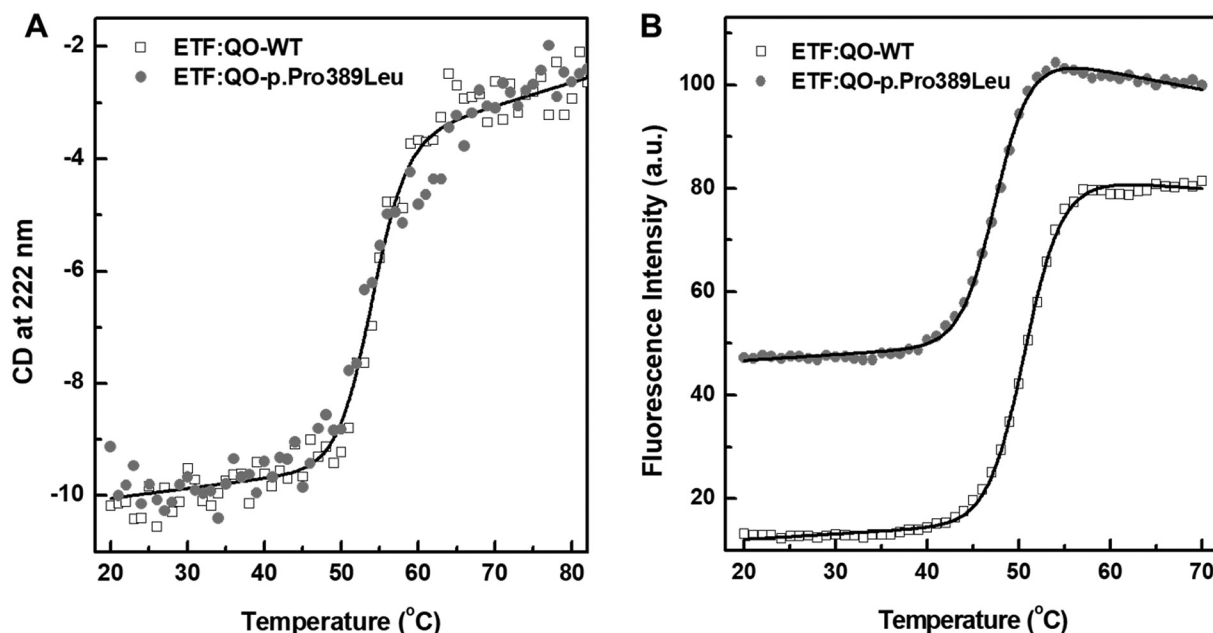 A
ETF:QO-WT
ETF:QO-p.Pro389Leu
-2
-4
-6
-8
-10
CD at 222 nm
20 30 40 50 60 70 80
Temperature (°C)
B
ETF:QO-WT
ETF:QO-p.Pro389Leu
100
80
60
40
20
Fluorescence Intensity (a.u.)
20 30 40 50 60 70
Temperature (°C)